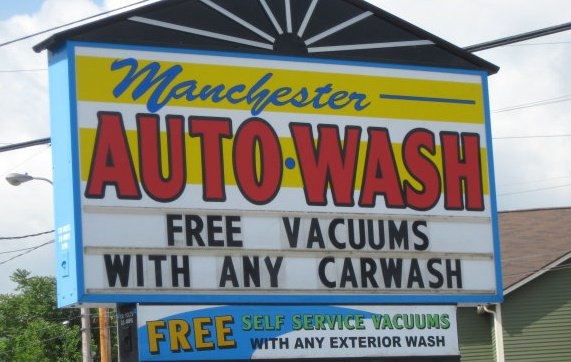 Manchester
AUTO·WASH
FREE VACUUMS
WITH ANY CARWASH
FREE SELF SERVICE VACUUMS
WITH ANY EXTERIOR WASH